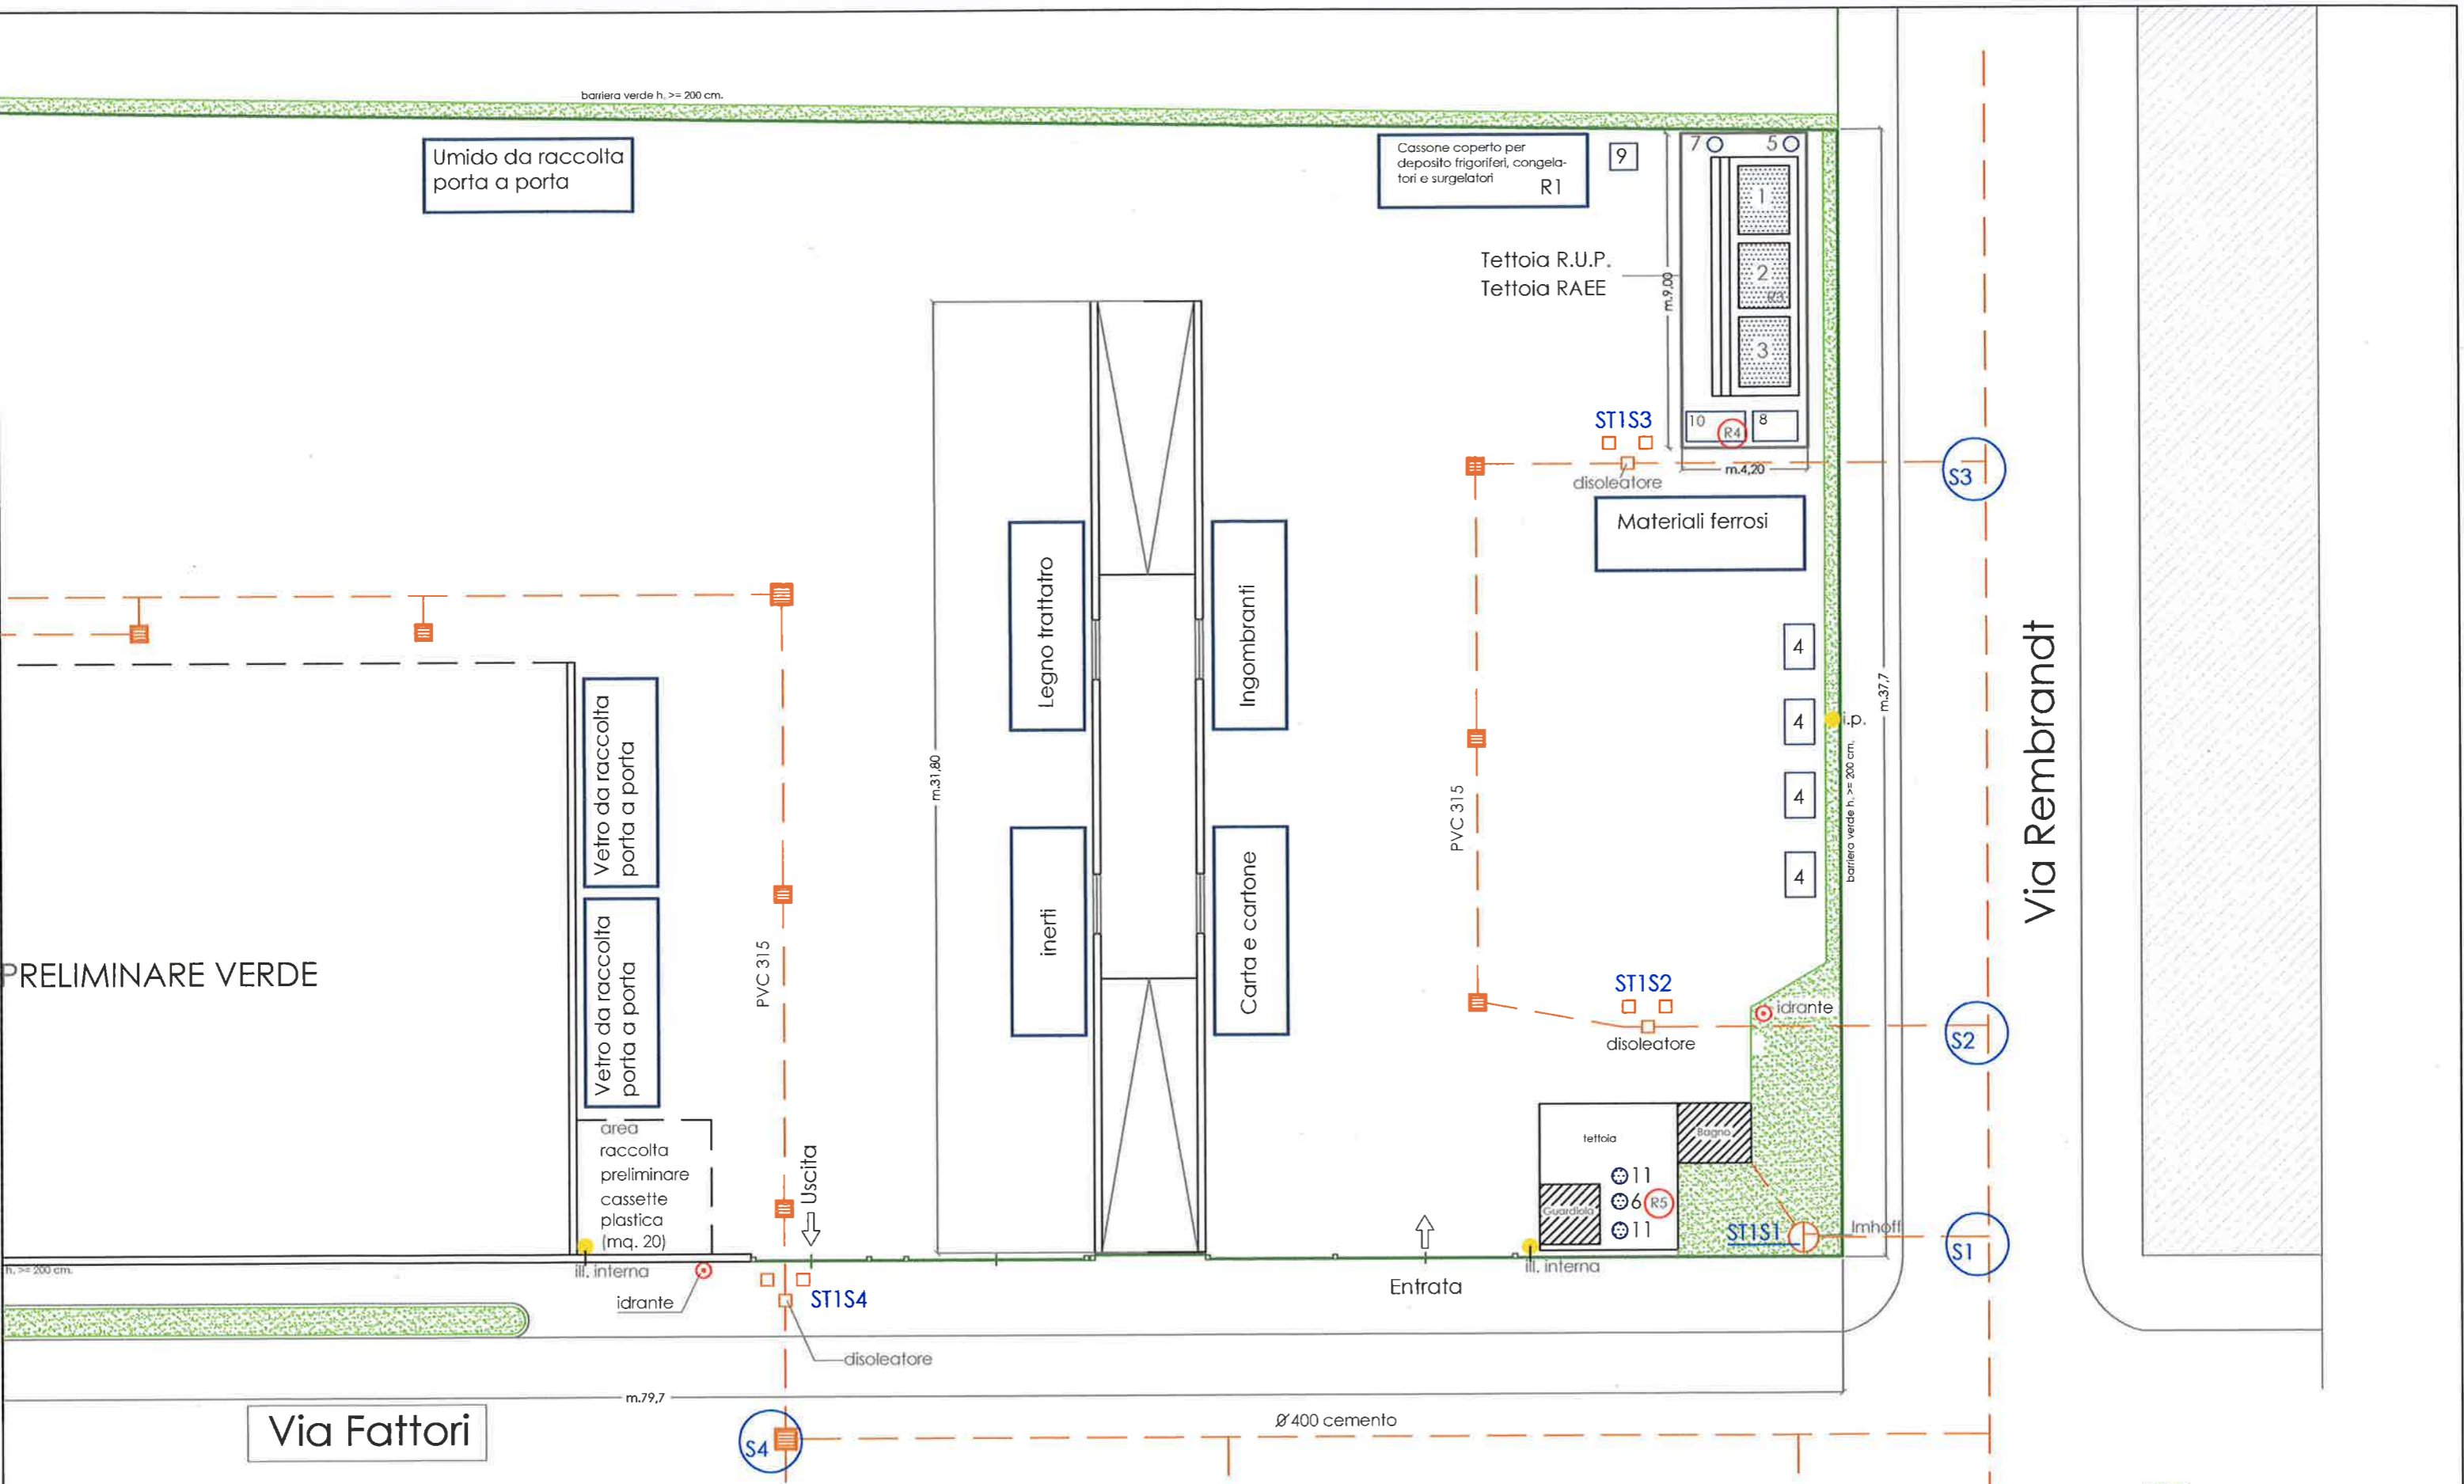 barriera verde h. >= 200 cm.
Umido da raccolta
porta a porta
Cassone coperto per
deposito frigoriferi, congela-
tori e surgelatori
R1
9
7
5
1
2
R3
3
10
R4
8
Tettoia R.U.P.
Tettoia RAEE
m.9,00
m.4,20
ST1S3
disoleatore
S3
Materiali ferrosi
Legno trattatro
Ingombranti
inerti
Carta e cartone
m.31,80
PVC 315
4
4
4
4
i.p.
m.37,7
barriera verde h. >= 200 cm.
Via Rembrandt
Vetro da raccolta
porta a porta
Vetro da raccolta
porta a porta
PVC 315
PRELIMINARE VERDE
ST1S2
disoleatore
idrante
S2
area
raccolta
preliminare
cassette
plastica
(mq. 20)
Uscita
tettoia
Bagno
11
6
R5
11
Guardiola
ST1S1
Imhoff
S1
h. >= 200 cm.
ill. interna
idrante
ST1S4
disoleatore
Entrata
ill. interna
m.79,7
Via Fattori
S4
Ø 400 cemento